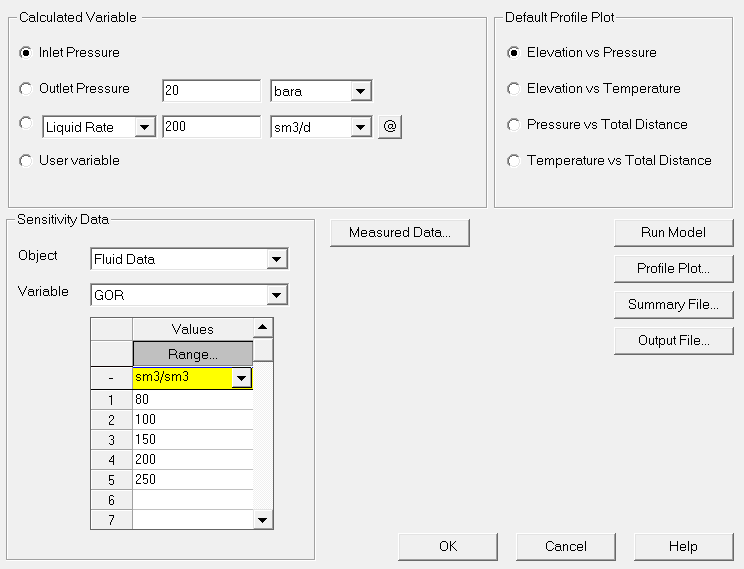 Calculated Variable
Inlet Pressure
Outlet Pressure 20 bara
Liquid Rate 200 sm3/d @
User variable
Default Profile Plot
Elevation vs Pressure
Elevation vs Temperature
Pressure vs Total Distance
Temperature vs Total Distance
Sensitivity Data
Object Fluid Data
Variable GOR
Values
Range...
- sm3/sm3
1 80
2 100
3 150
4 200
5 250
6
7
Measured Data...
Run Model
Profile Plot...
Summary File...
Output File...
OK Cancel Help